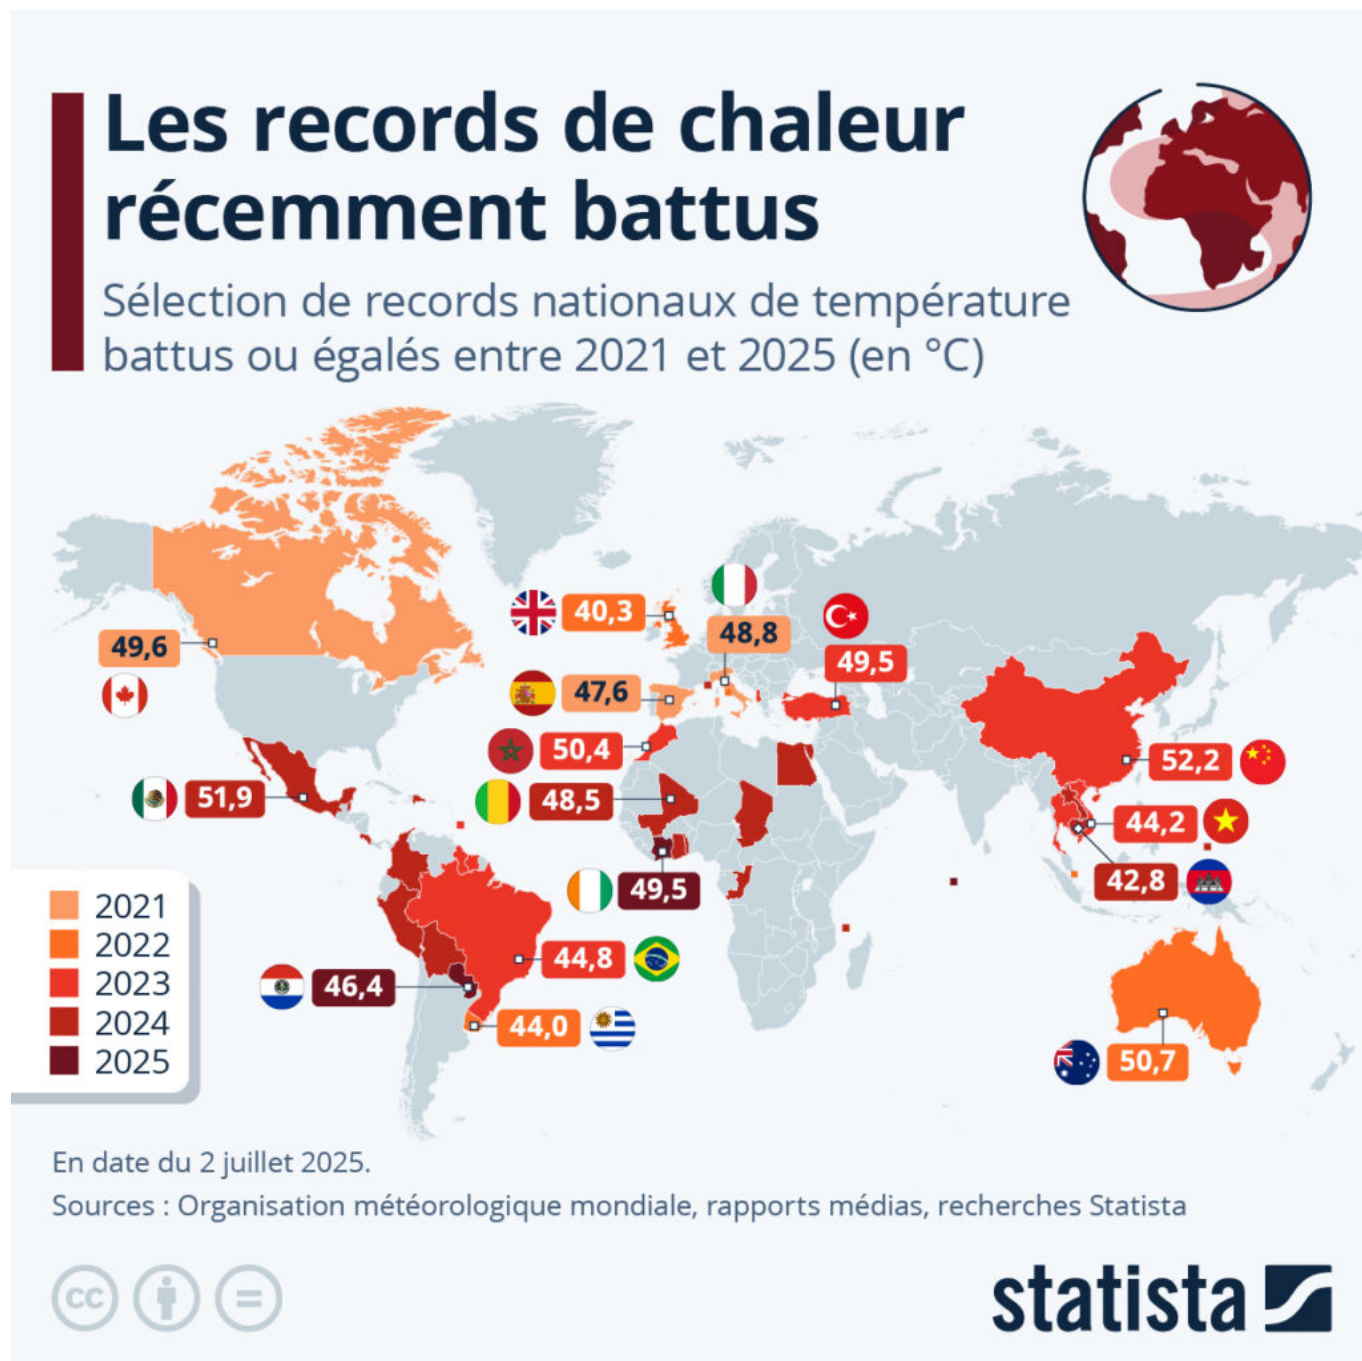 Les records de chaleur
récemment battus
Sélection de records nationaux de température
battus ou égalés entre 2021 et 2025 (en °C)
49,6
40,3
48,8
49,5
47,6
50,4
52,2
51,9
48,5
44,2
42,8
49,5
44,8
46,4
44,0
50,7
2021
2022
2023
2024
2025
En date du 2 juillet 2025.
Sources : Organisation météorologique mondiale, rapports médias, recherches Statista
cc
statista